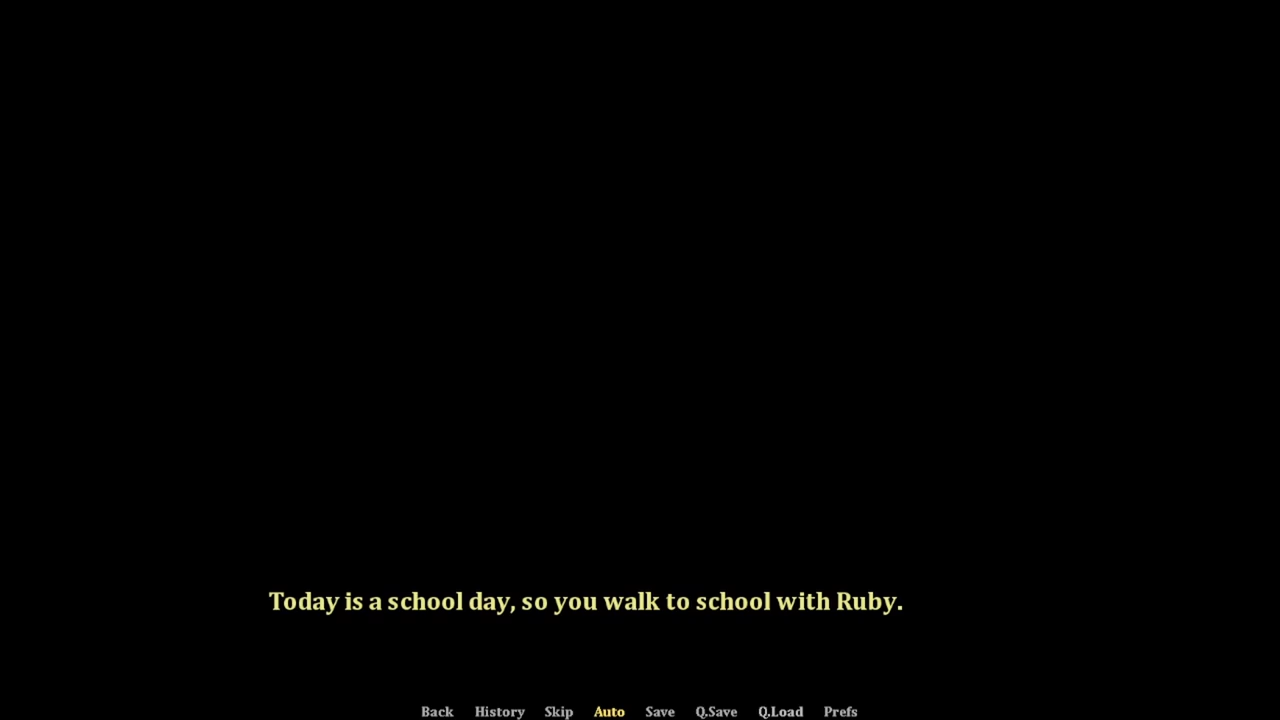 Today is a school day, so you walk to school with Ruby.
Back History Skip Auto Save Q.Save Q.Load Prefs